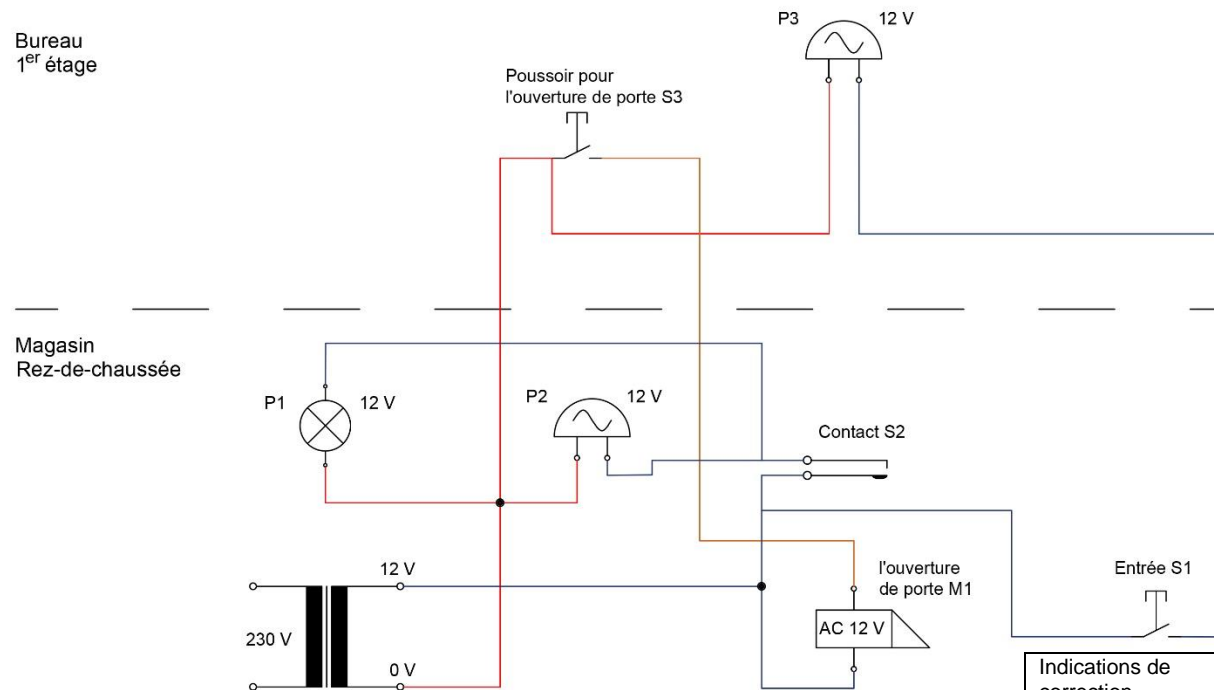 P3 12 V
Bureau
1er étage
Poussoir pour
l'ouverture de porte S3
Magasin
Rez-de-chaussée
P1 12 V
P2 12 V
Contact S2
12 V
l'ouverture
de porte M1
Entrée S1
230 V
AC 12 V
0 V
Indications de